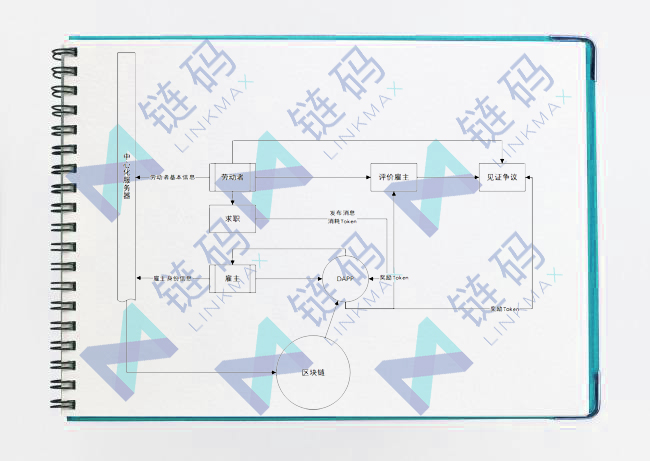 链码
LINKMAX
链码
LINKMAX
链码
LINKMAX
中心化服务器
劳动者基本信息
劳动者
评价雇主
见证争议
求职
发布消息
消耗Token
雇主身份信息
雇主
DAPP
奖励Token
奖励Token
链码
LINKMAX
链码
LINKMAX
链码
LINKMAX
区块链